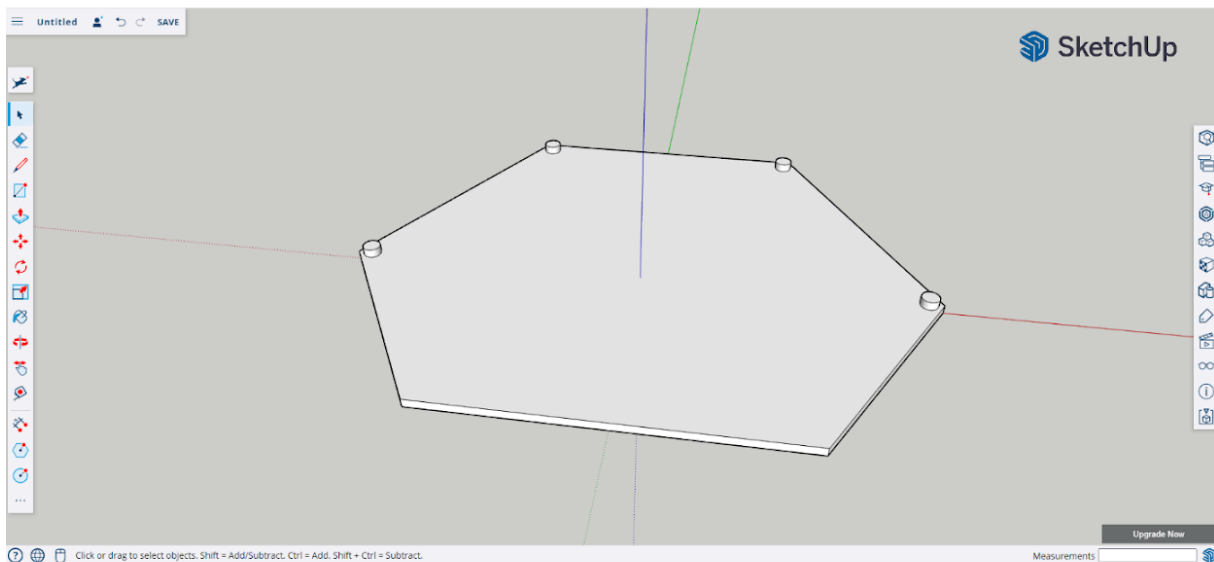 Untitled SAVE
SketchUp
Upgrade Now
Click or drag to select objects. Shift = Add/Subtract. Ctrl = Add. Shift + Ctrl = Subtract.
Measurements